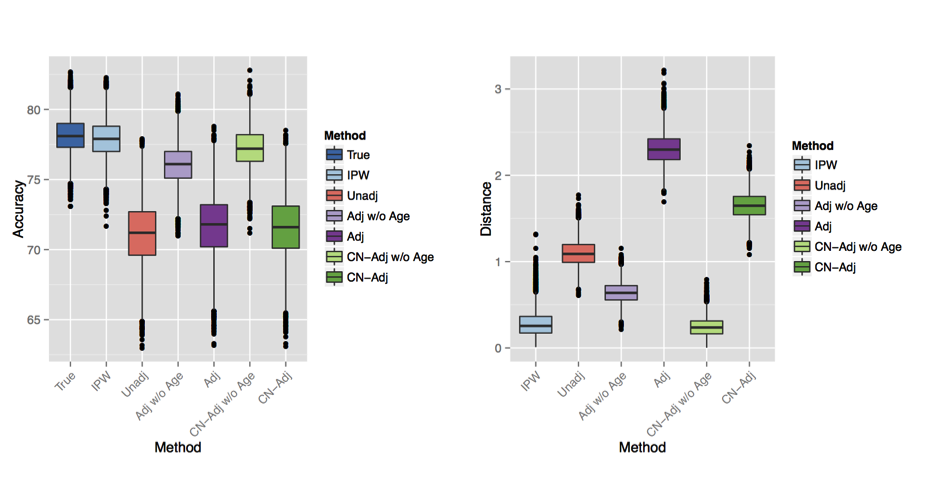 Accuracy
80
75
70
65
True
IPW
Unadj
Adj w/o Age
Adj
CN−Adj w/o Age
CN−Adj
Method
Method
True
IPW
Unadj
Adj w/o Age
Adj
CN−Adj w/o Age
CN−Adj
Distance
3
2
1
0
IPW
Unadj
Adj w/o Age
Adj
CN−Adj w/o Age
CN−Adj
Method
Method
IPW
Unadj
Adj w/o Age
Adj
CN−Adj w/o Age
CN−Adj